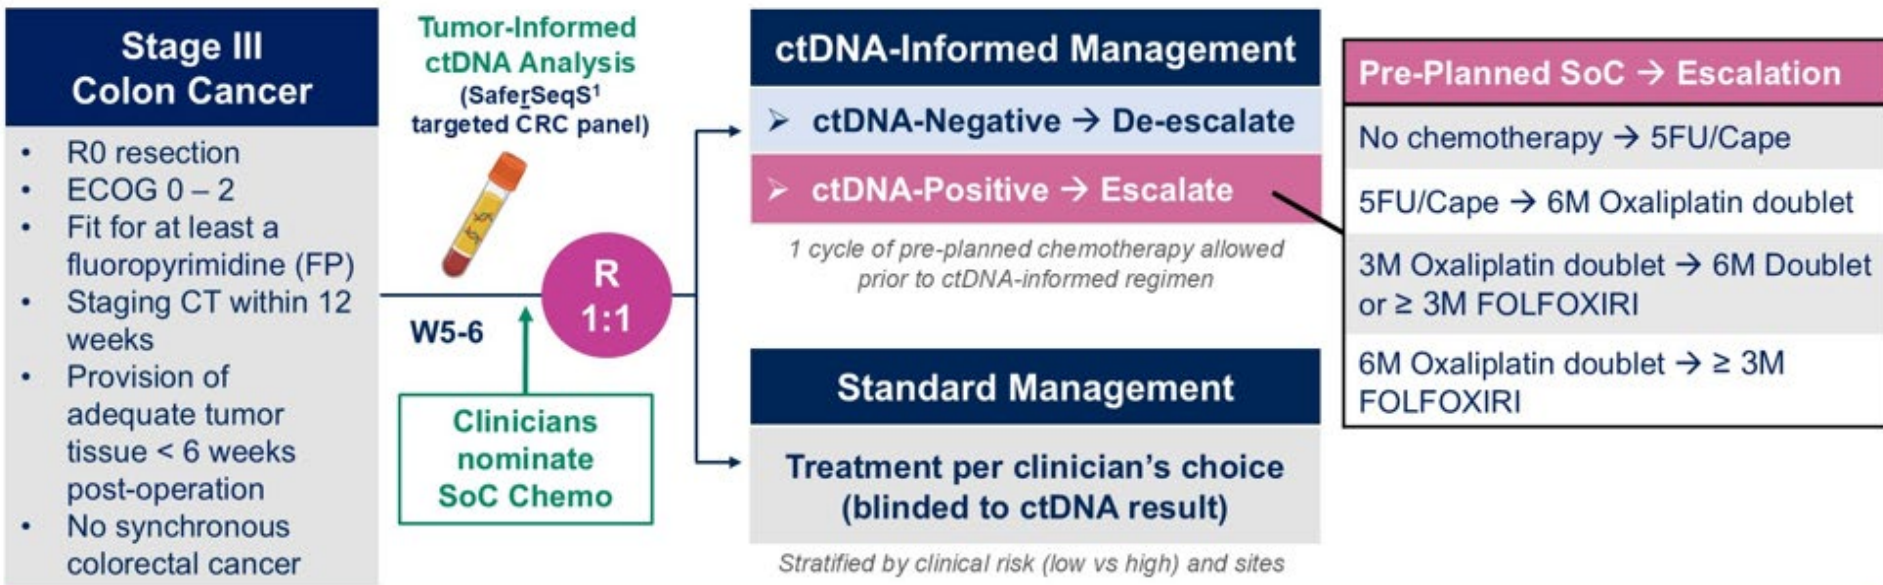 Stage III
Colon Cancer
• R0 resection
• ECOG 0 – 2
• Fit for at least a
fluoropyrimidine (FP)
• Staging CT within 12
weeks
• Provision of
adequate tumor
tissue < 6 weeks
post-operation
• No synchronous
colorectal cancer
Tumor-Informed
ctDNA Analysis
(SaferSeqS¹
targeted CRC panel)
W5-6
Clinicians
nominate
SoC Chemo
R
1:1
ctDNA-Informed Management
➢ ctDNA-Negative → De-escalate
➢ ctDNA-Positive → Escalate
1 cycle of pre-planned chemotherapy allowed
prior to ctDNA-informed regimen
Standard Management
Treatment per clinician's choice
(blinded to ctDNA result)
Stratified by clinical risk (low vs high) and sites
Pre-Planned SoC → Escalation
No chemotherapy → 5FU/Cape
5FU/Cape → 6M Oxaliplatin doublet
3M Oxaliplatin doublet → 6M Doublet
or ≥ 3M FOLFOXIRI
6M Oxaliplatin doublet → ≥ 3M
FOLFOXIRI